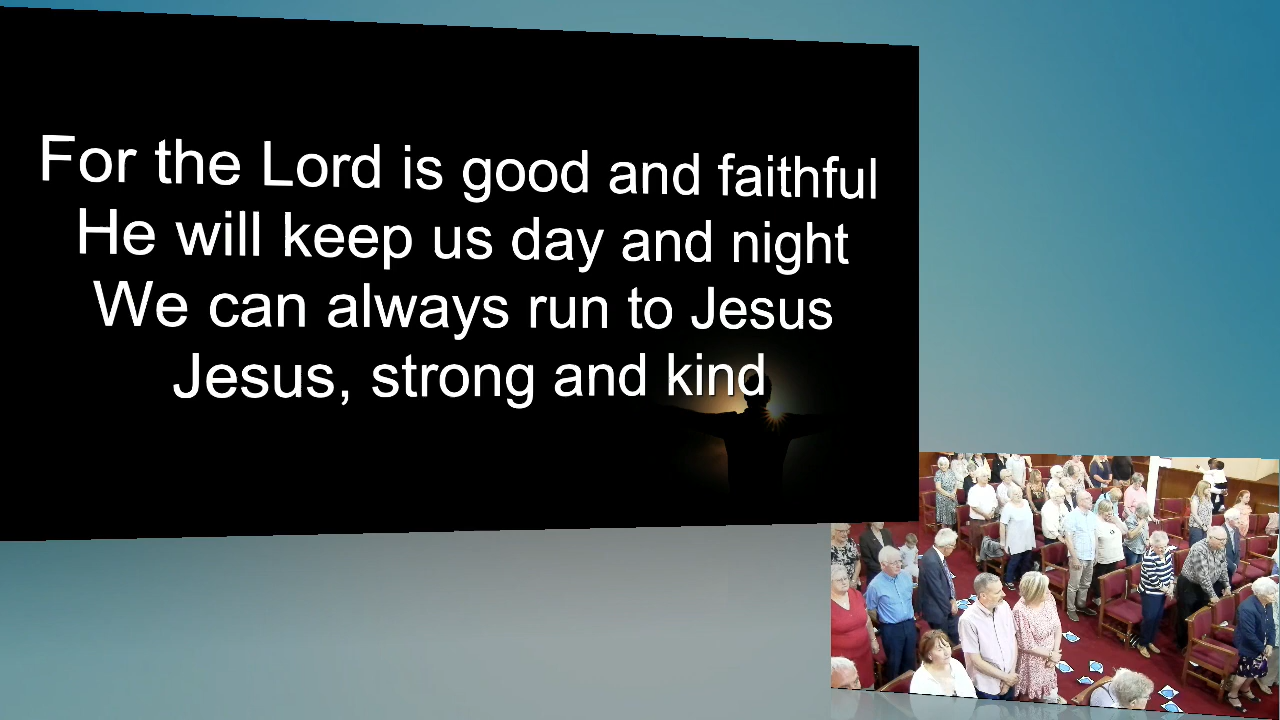 For the Lord is good and faithful
He will keep us day and night
We can always run to Jesus
Jesus, strong and kind